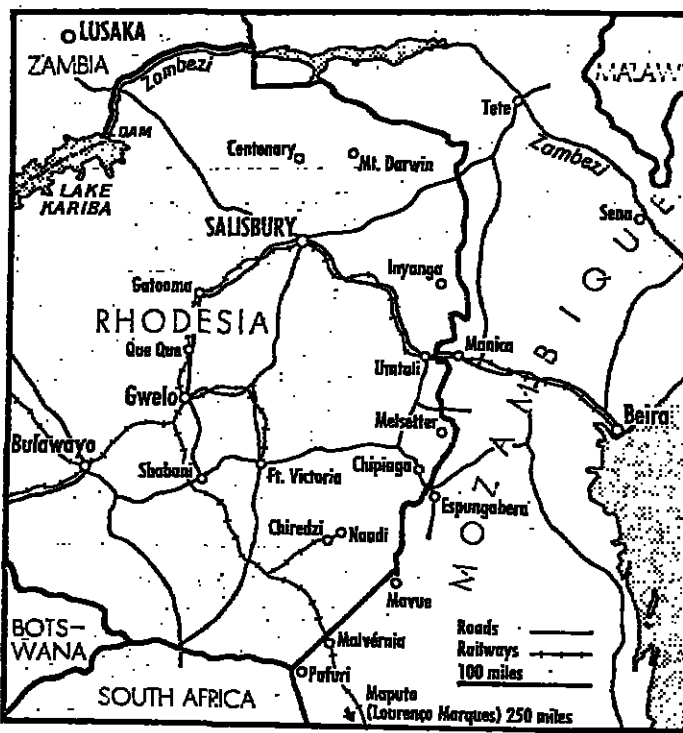 LUSAKA
ZAMBIA
Zambezi
MALAW
Tete
DAM
Centenary
Mt. Darwin
Zambezi
LAKE
KARIBA
Sena
SALISBURY
Inyanga
Gatooma
RHODESIA
MOZAMBIQUE
Que Que
Umtali
Manica
Gwelo
Beira
Melsetter
Bulawayo
Shabani
Ft. Victoria
Chipinga
Espungabera
Chiredzi
Naadi
Mavue
BOTS-
WANA
Roads
Malvérnia
Railways
100 miles
Pafuri
SOUTH AFRICA
Maputo
(Lourenço Marques) 250 miles